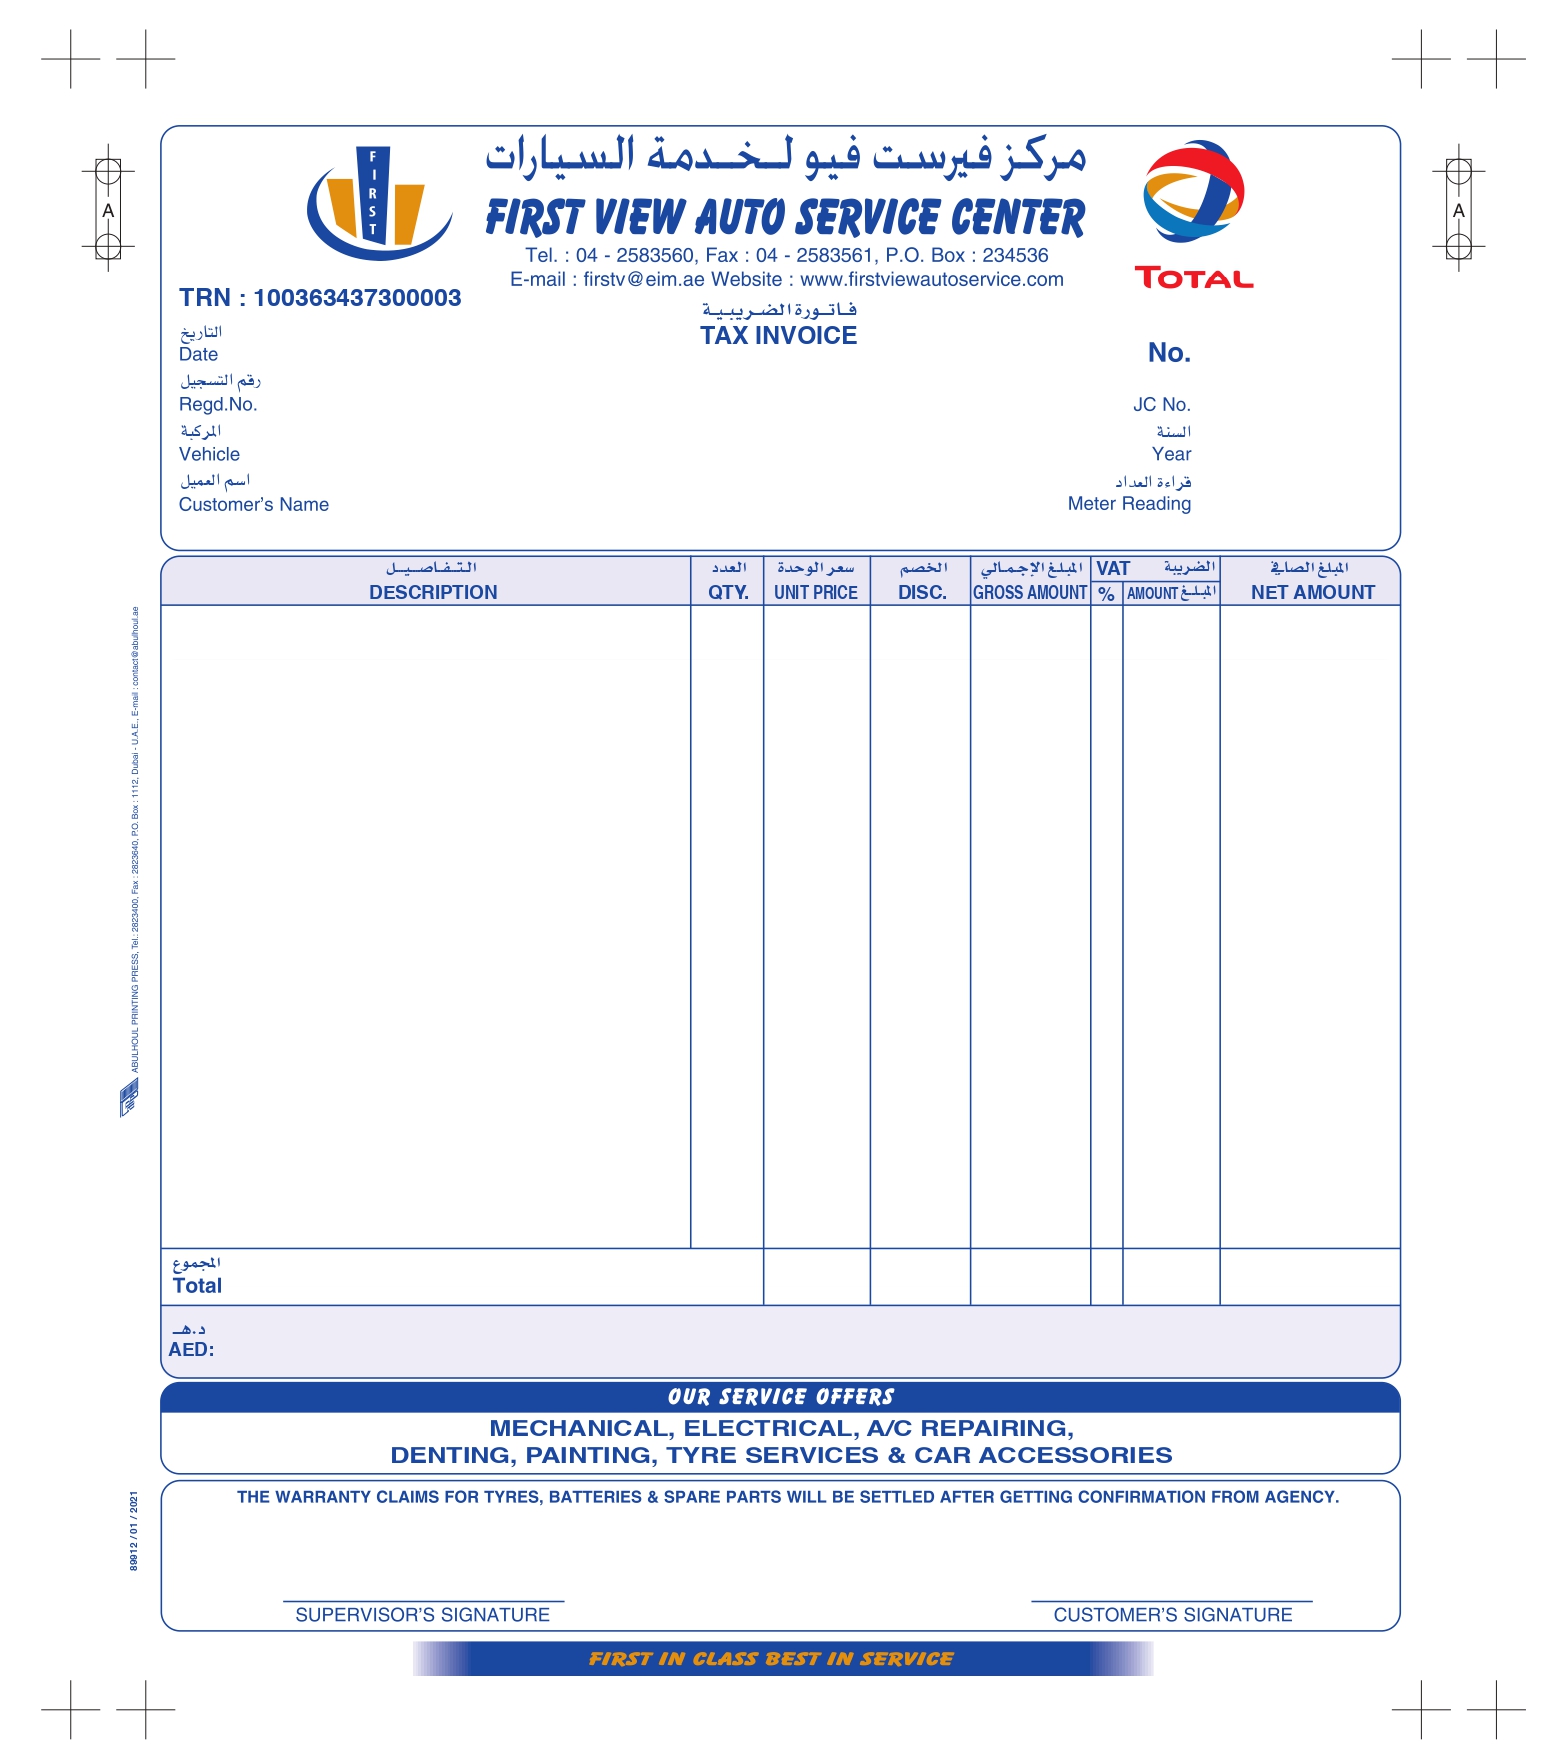 A
A
FIRST
مركز فيرست فيو لـخـدمة السيارات
FIRST VIEW AUTO SERVICE CENTER
Tel. : 04 - 2583560, Fax : 04 - 2583561, P.O. Box : 234536
E-mail : firstv@eim.ae Website : www.firstviewautoservice.com
TOTAL
TRN : 100363437300003
فـاتـورة الضـريبـيـة
TAX INVOICE
No.
التاريخ
Date
رقم التسجيل
Regd.No.
JC No.
المركبة
Vehicle
السنة
Year
اسم العميل
Customer's Name
قراءة العداد
Meter Reading
التـفـاصـيـل
DESCRIPTION
العدد
QTY.
سعر الوحدة
UNIT PRICE
الخصم
DISC.
المبلغ الإجمـالي
GROSS AMOUNT
VAT الضريبة
%
AMOUNT المبلـغ
المبلغ الصافي
NET AMOUNT
المجموع
Total
د.هـ
AED:
OUR SERVICE OFFERS
MECHANICAL, ELECTRICAL, A/C REPAIRING,
DENTING, PAINTING, TYRE SERVICES & CAR ACCESSORIES
THE WARRANTY CLAIMS FOR TYRES, BATTERIES & SPARE PARTS WILL BE SETTLED AFTER GETTING CONFIRMATION FROM AGENCY.
SUPERVISOR'S SIGNATURE
CUSTOMER'S SIGNATURE
FIRST IN CLASS BEST IN SERVICE
ABULHOUL PRINTING PRESS, Tel.: 2823400, Fax : 2823640, P.O. Box : 1112, Dubai - U.A.E., E-mail : contact@abulhoul.ae
89912 / 01 / 2021